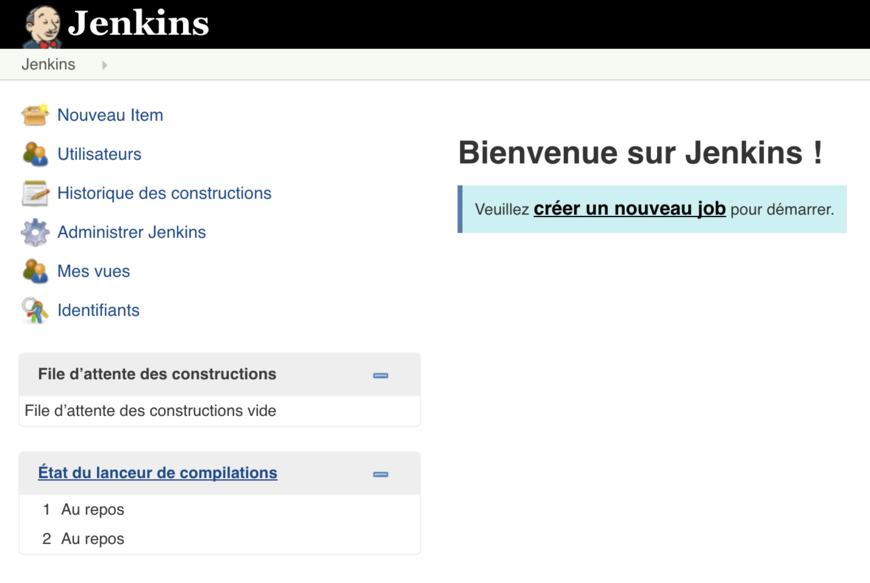 Jenkins
Jenkins
Nouveau Item
Utilisateurs
Historique des constructions
Administrer Jenkins
Mes vues
Identifiants
File d’attente des constructions
File d’attente des constructions vide
État du lanceur de compilations
1 Au repos
2 Au repos
Bienvenue sur Jenkins !
Veuillez créer un nouveau job pour démarrer.